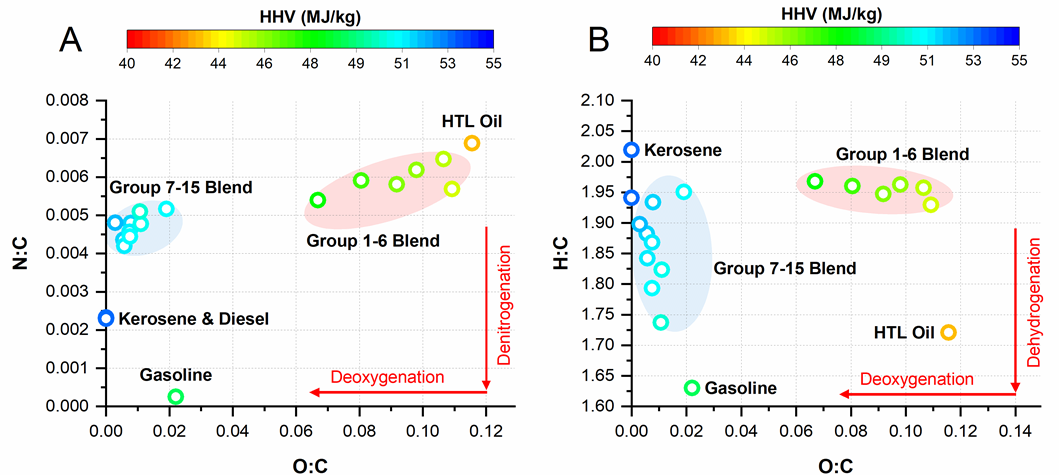 A
HHV (MJ/kg)
40 42 44 46 48 49 51 53 55
0.008
0.007
0.006
0.005
0.004
0.003
0.002
0.001
0.000
N:C
HTL Oil
Group 7-15 Blend
Group 1-6 Blend
Kerosene & Diesel
Gasoline
Denitrogenation
Deoxygenation
0.00 0.02 0.04 0.06 0.08 0.10 0.12
O:C
B
HHV (MJ/kg)
40 42 44 46 48 49 51 53 55
2.10
2.05
2.00
1.95
1.90
1.85
1.80
1.75
1.70
1.65
1.60
H:C
Kerosene
Group 1-6 Blend
Group 7-15 Blend
HTL Oil
Gasoline
Dehydrogenation
Deoxygenation
0.00 0.02 0.04 0.06 0.08 0.10 0.12 0.14
O:C